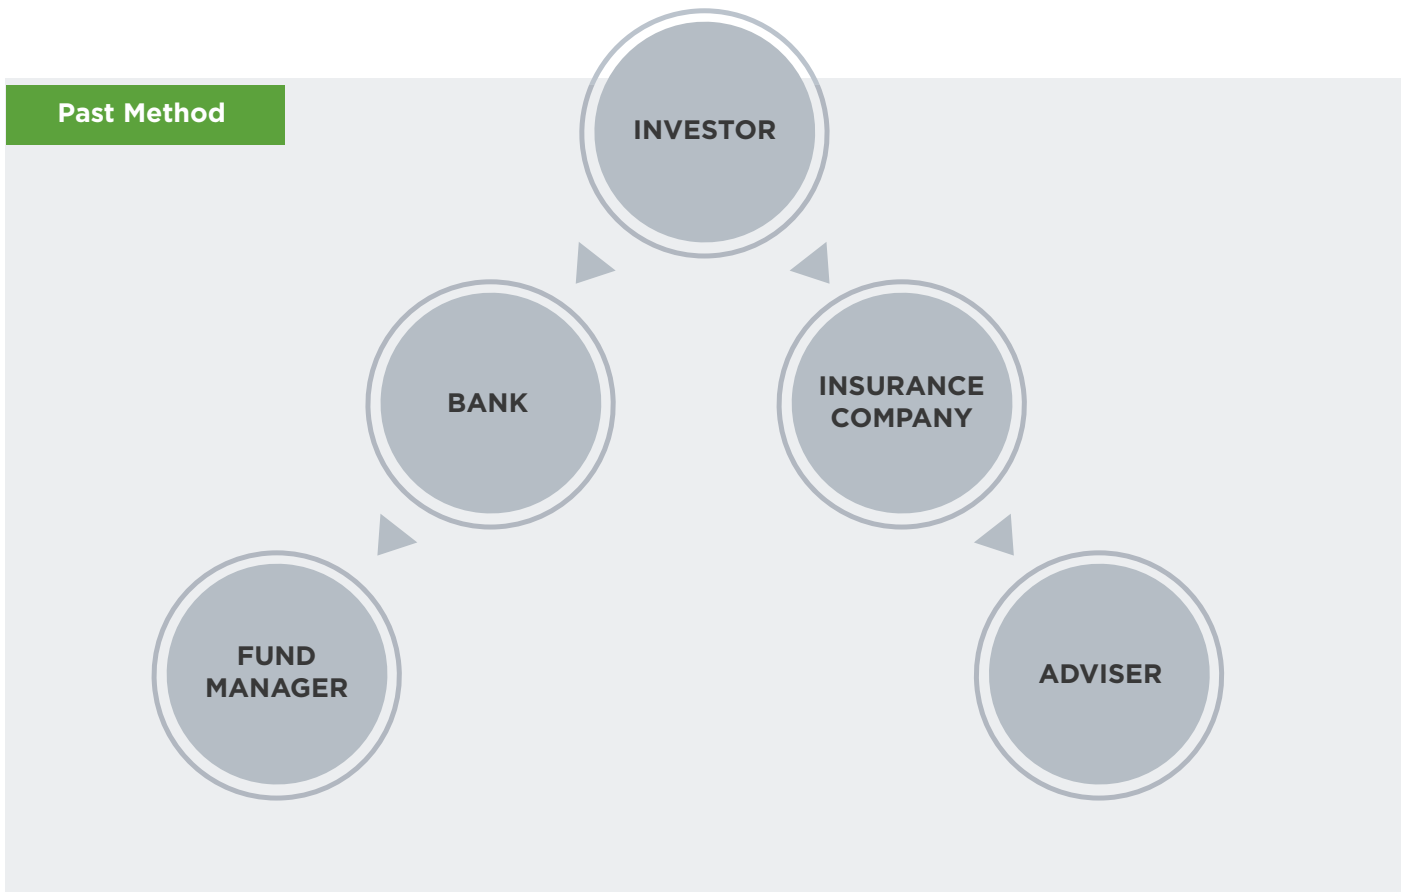 Past Method
INVESTOR
BANK
INSURANCE
COMPANY
FUND
MANAGER
ADVISER